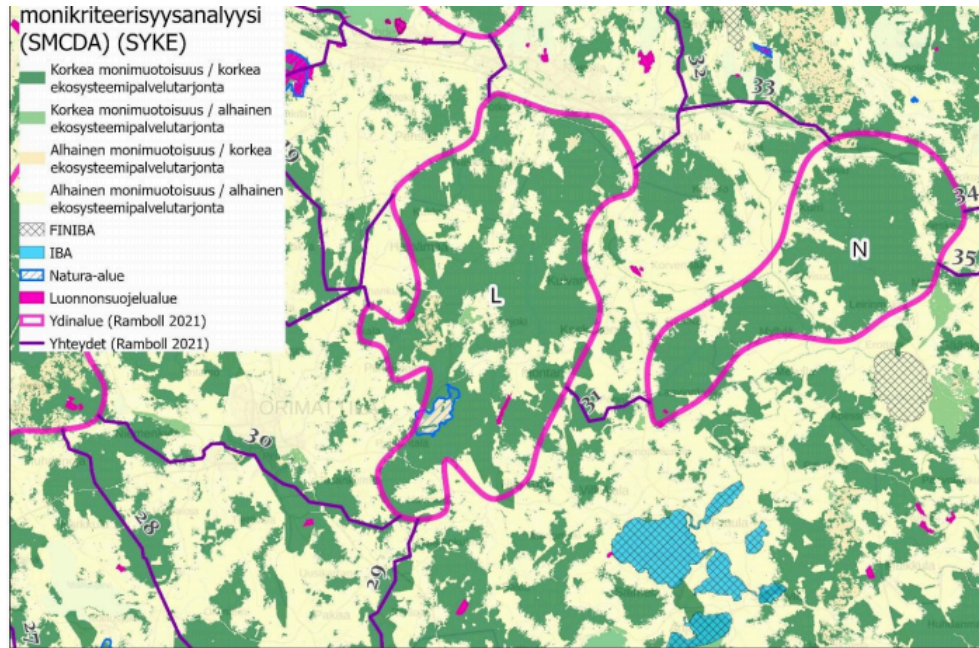 monikriteerisyysanalyysi
(SMCDA) (SYKE)
Korkea monimuotoisuus / korkea
ekosysteemipalvelutarjonta
Korkea monimuotoisuus / alhainen
ekosysteemipalvelutarjonta
Alhainen monimuotoisuus / korkea
ekosysteemipalvelutarjonta
Alhainen monimuotoisuus / alhainen
ekosysteemipalvelutarjonta
FINIBA
IBA
Natura-alue
Luonnonsuojelualue
Ydinalue (Ramboll 2021)
Yhteydet (Ramboll 2021)
32
33
34
35
N
L
31
30
28
29
27